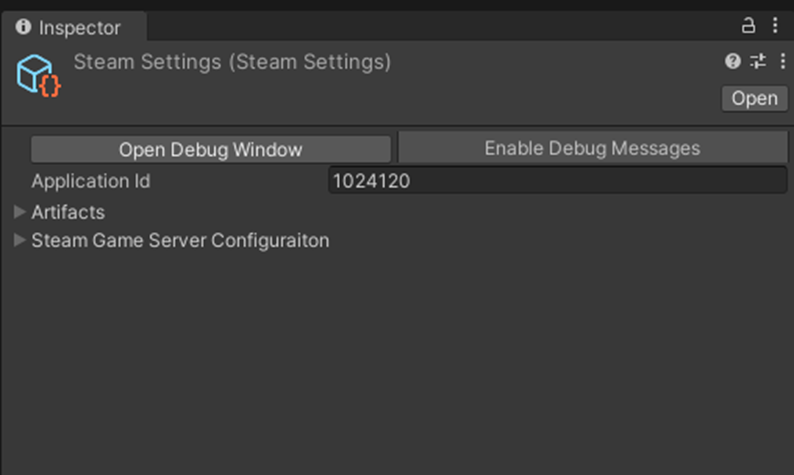 Inspector
Steam Settings (Steam Settings)
Open
Open Debug Window Enable Debug Messages
Application Id 1024120
Artifacts
Steam Game Server Configuraiton